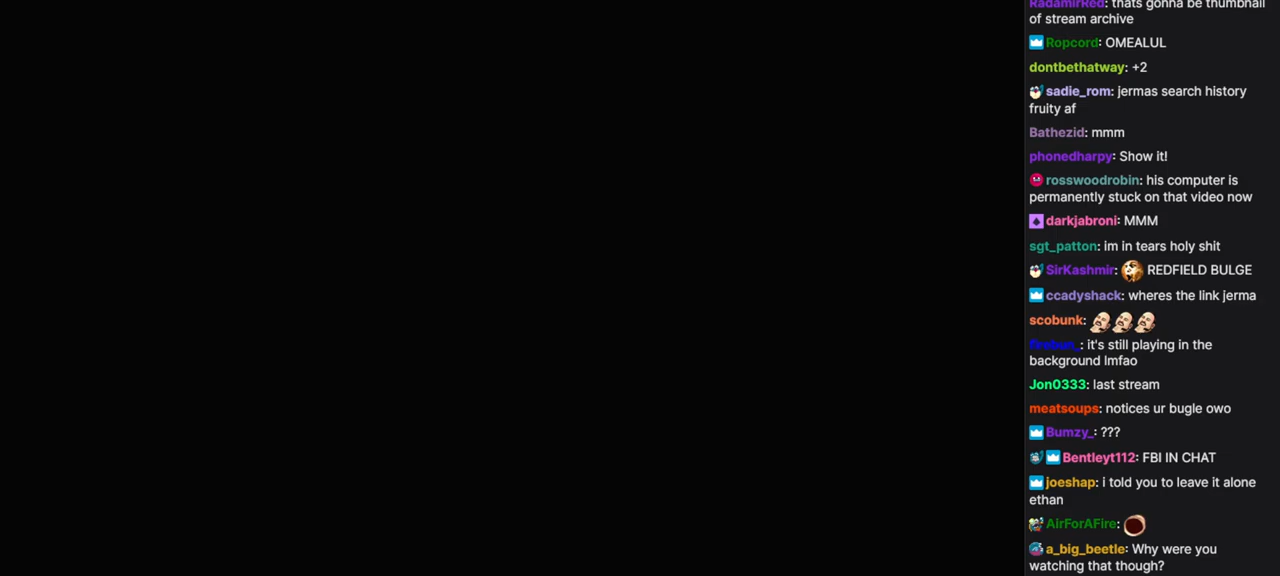 RadamirRed: thats gonna be thumbnail
of stream archive
Ropcord: OMEALUL
dontbethatway: +2
sadie_rom: jermas search history
fruity af
Bathezid: mmm
phonedharpy: Show it!
rosswoodrobin: his computer is
permanently stuck on that video now
darkjabroni: MMM
sgt_patton: im in tears holy shit
SirKashmir: REDFIELD BULGE
ccadyshack: wheres the link jerma
scobunk:
firebun_: it's still playing in the
background lmfao
Jon0333: last stream
meatsoups: notices ur bugle owo
Bumzy_: ???
Bentleyt112: FBI IN CHAT
joeshap: i told you to leave it alone
ethan
AirForAFire:
a_big_beetle: Why were you
watching that though?